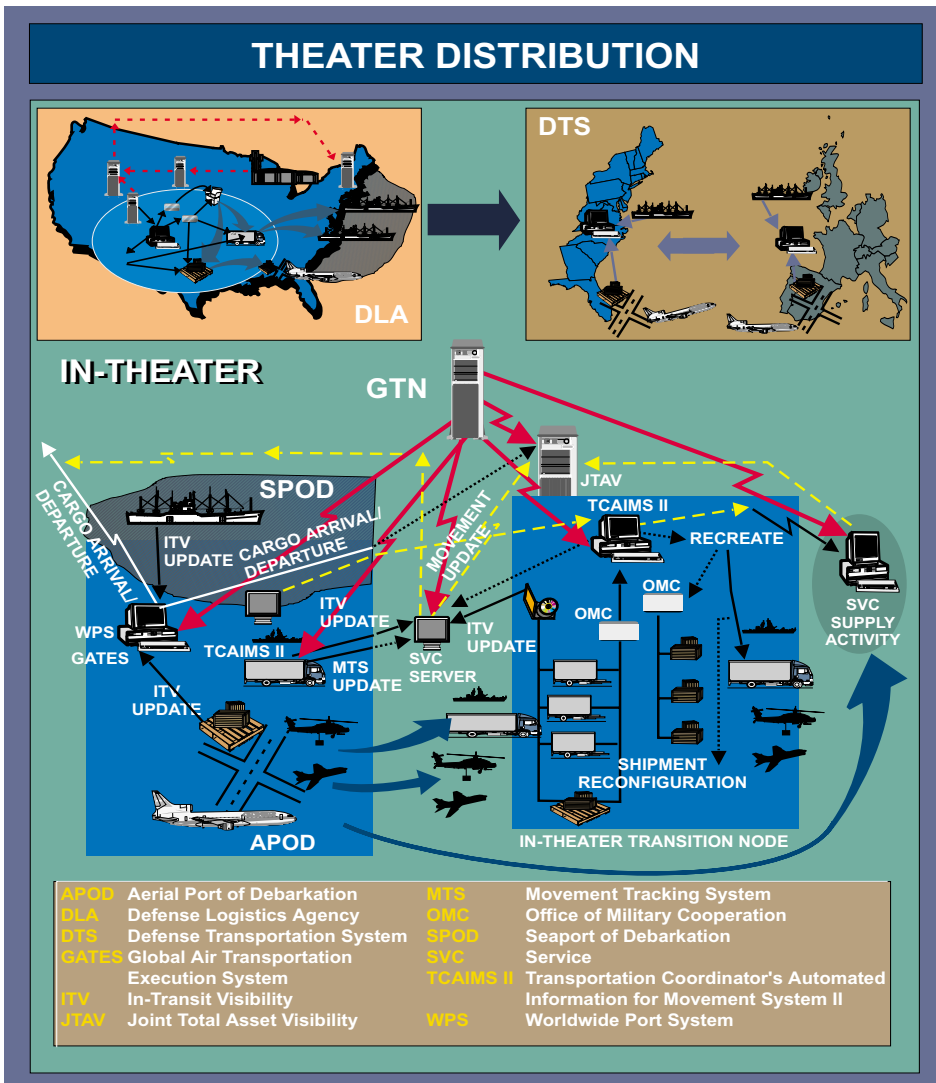 THEATER DISTRIBUTION
DLA
DTS
IN-THEATER
GTN
JTAV
SPOD
CARGO ARRIVAL/
DEPARTURE
ITV
UPDATE
CARGO ARRIVAL/
DEPARTURE
MOVEMENT
UPDATE
TCAIMS II
RECREATE
OMC
OMC
SVC
SUPPLY
ACTIVITY
WPS
GATES
ITV
UPDATE
TCAIMS II
MTS
UPDATE
SVC
SERVER
ITV
UPDATE
ITV
UPDATE
SHIPMENT
RECONFIGURATION
APOD
IN-THEATER TRANSITION NODE
APOD Aerial Port of Debarkation
DLA Defense Logistics Agency
DTS Defense Transportation System
GATES Global Air Transportation
Execution System
ITV In-Transit Visibility
JTAV Joint Total Asset Visibility
MTS Movement Tracking System
OMC Office of Military Cooperation
SPOD Seaport of Debarkation
SVC Service
TCAIMS II Transportation Coordinator's Automated
Information for Movement System II
WPS Worldwide Port System